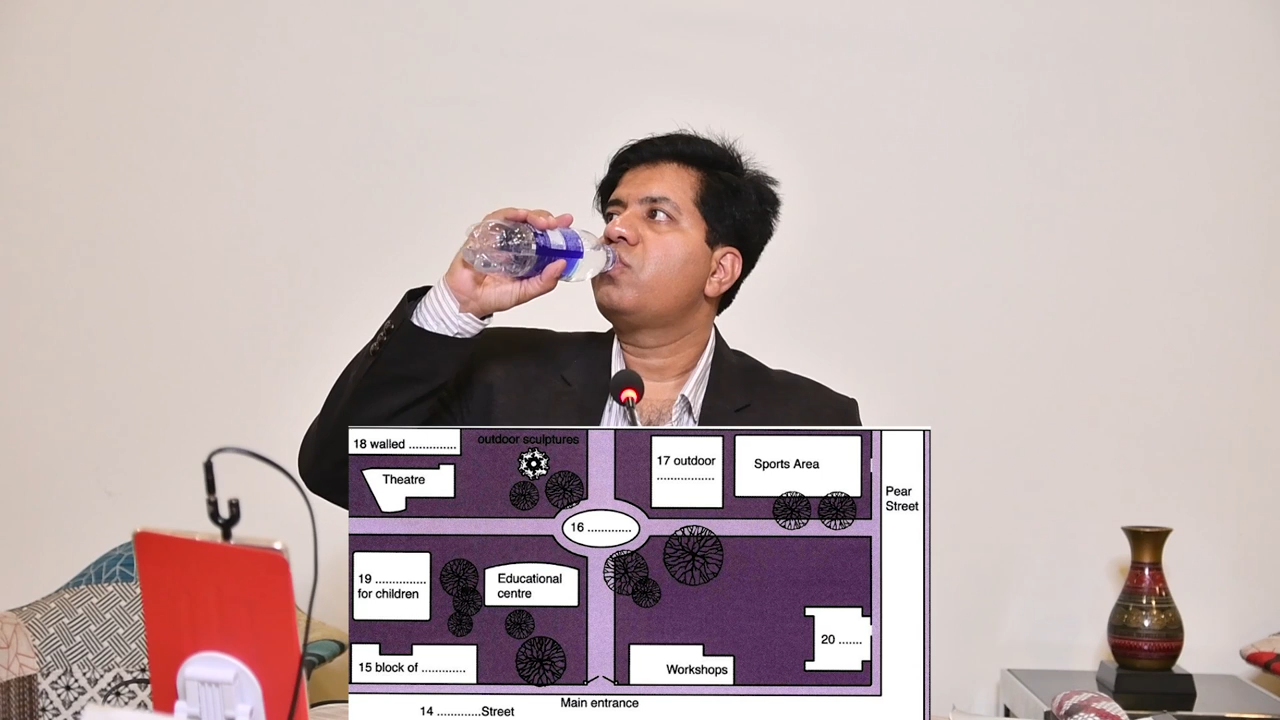 18 walled ..............
outdoor sculptures
Theatre
17 outdoor
.................
Sports Area
Pear
Street
16 .............
19 ...............
for children
Educational
centre
15 block of .............
20 .......
Workshops
Main entrance
14 .............Street